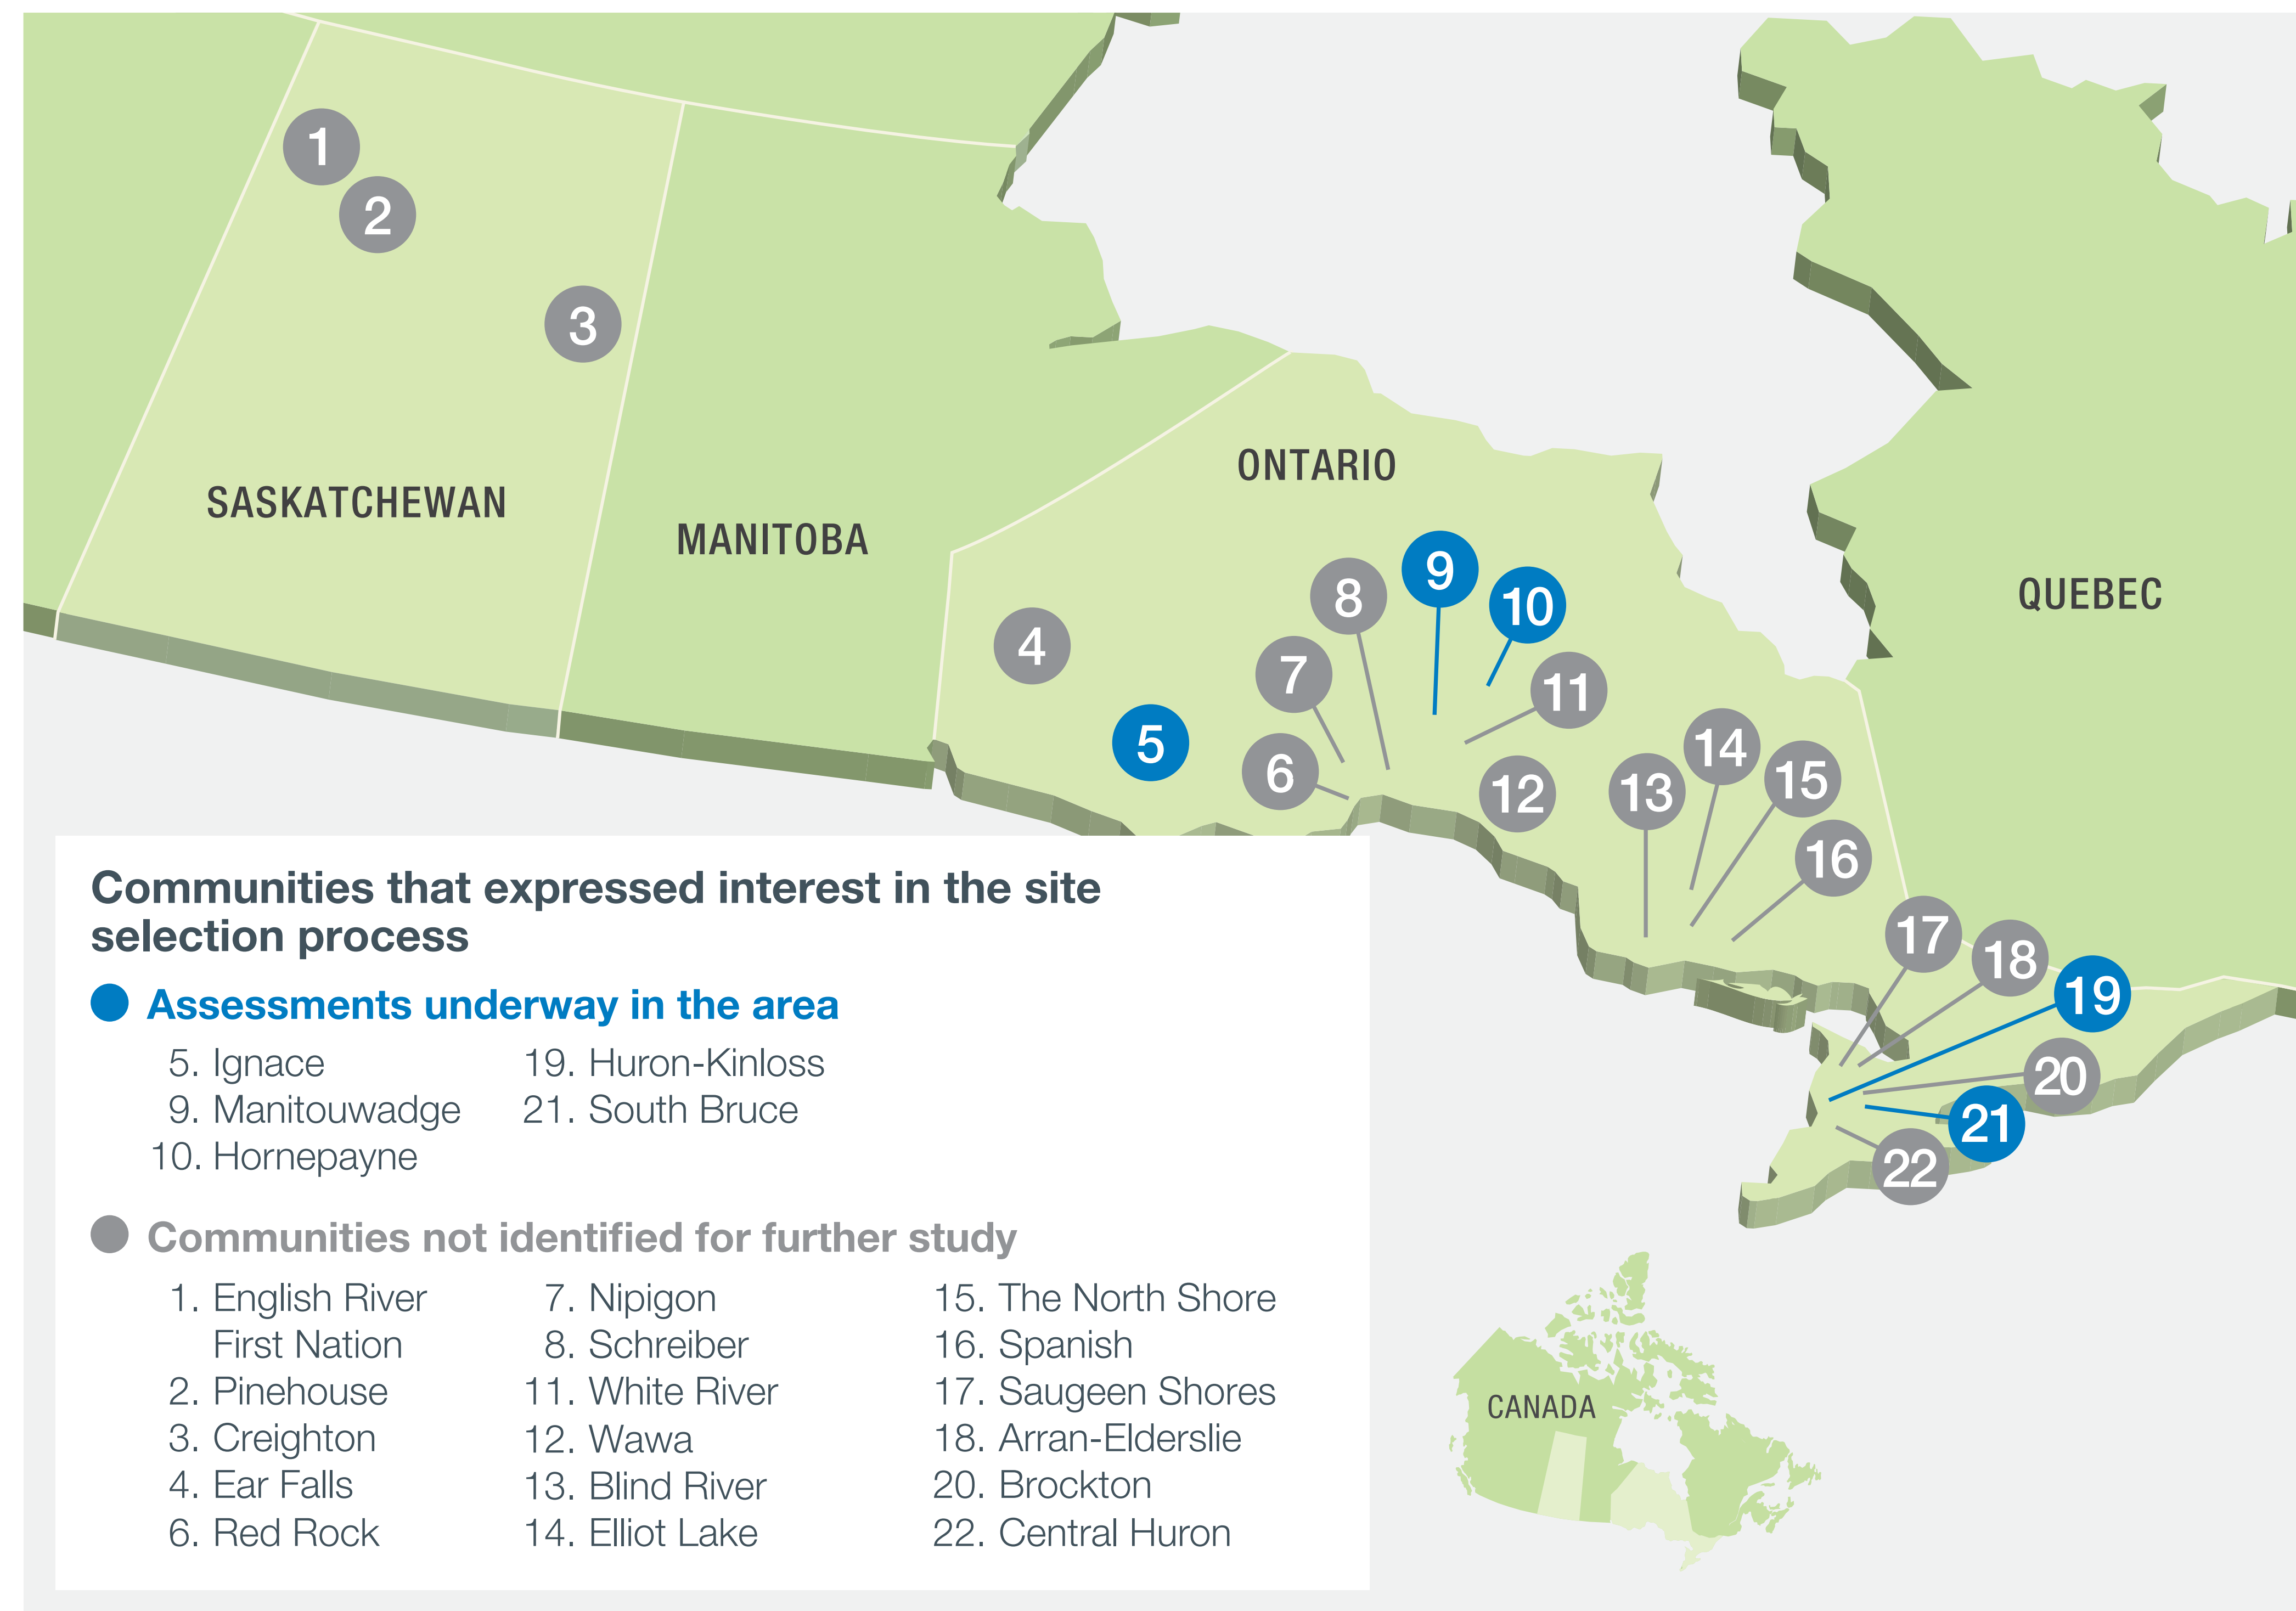 1
2
3
SASKATCHEWAN
MANITOBA
ONTARIO
QUEBEC
4
5
6
7
8
9
10
11
12
13
14
15
16
17
18
19
20
21
22
Communities that expressed interest in the site
selection process
Assessments underway in the area
5. Ignace
9. Manitouwadge
10. Hornepayne
19. Huron-Kinloss
21. South Bruce
Communities not identified for further study
1. English River
First Nation
2. Pinehouse
3. Creighton
4. Ear Falls
6. Red Rock
7. Nipigon
8. Schreiber
11. White River
12. Wawa
13. Blind River
14. Elliot Lake
15. The North Shore
16. Spanish
17. Saugeen Shores
18. Arran-Elderslie
20. Brockton
22. Central Huron
CANADA